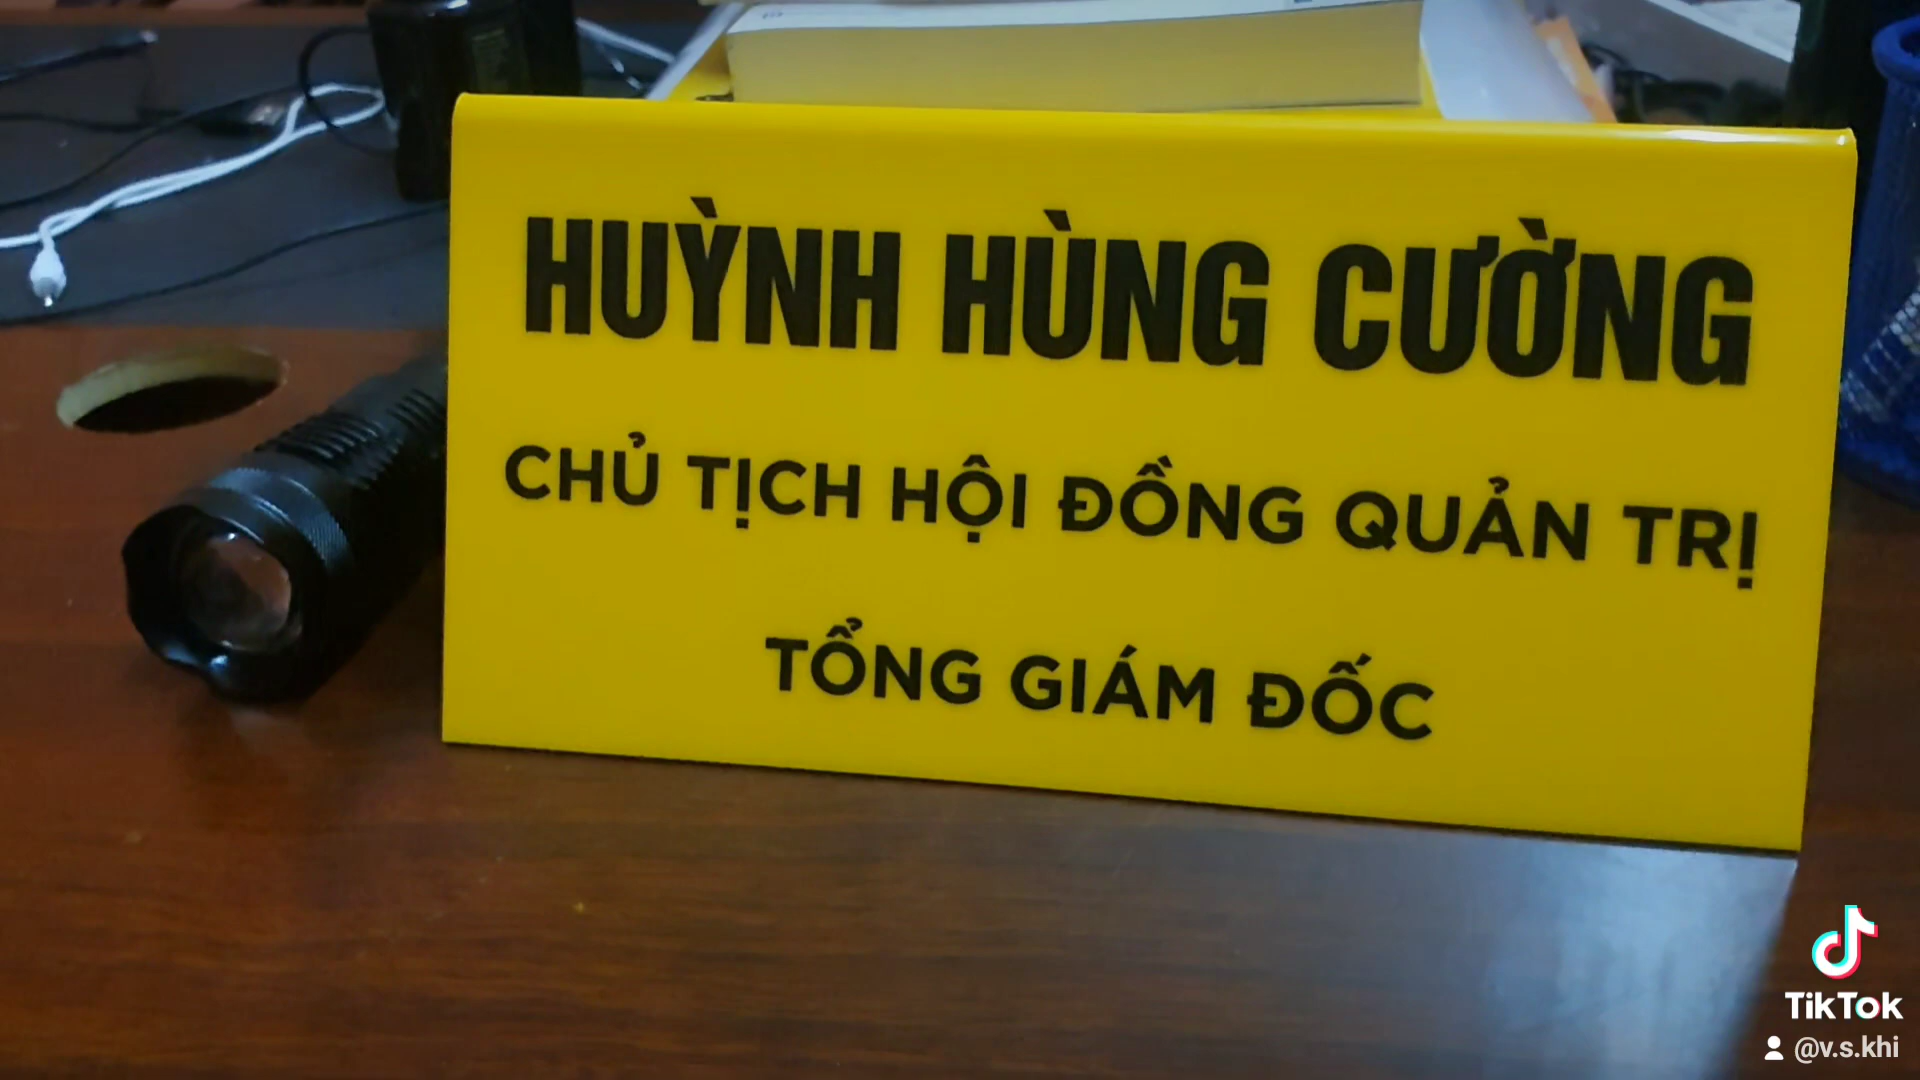 HUỲNH HÙNG CƯỜNG
CHỦ TỊCH HỘI ĐỒNG QUẢN TRỊ
TỔNG GIÁM ĐỐC
TikTok
@v.s.khi